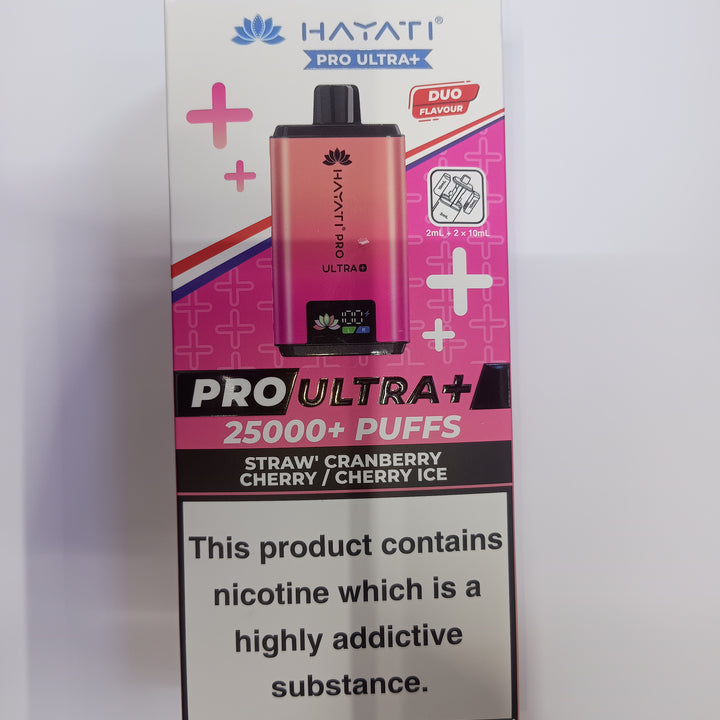 HAYATI®
PRO ULTRA+
DUO
FLAVOUR
HAYATI® PRO
ULTRA+
2mL + 2 × 10mL
100
PRO ULTRA+
25000+ PUFFS
STRAW' CRANBERRY
CHERRY / CHERRY ICE
This product contains
nicotine which is a
highly addictive
substance.